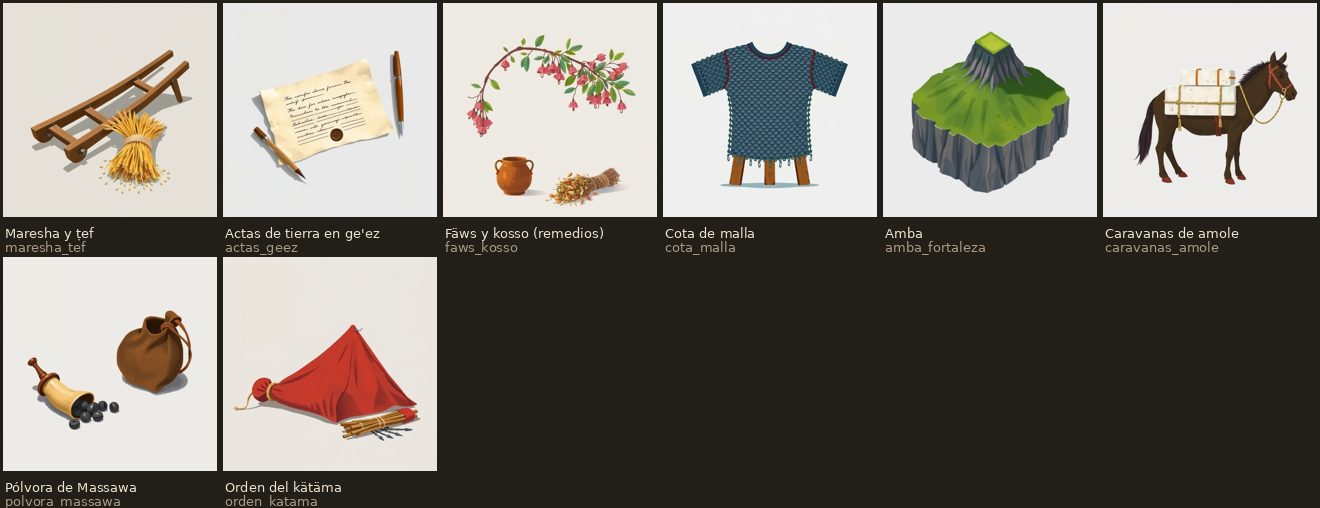 Maresha y ṭef
maresha_tef
Actas de tierra en ge'ez
actas_geez
Fäws y kosso (remedios)
faws_kosso
Cota de malla
cota_malla
Amba
amba_fortaleza
Caravanas de amole
caravanas_amole
Pólvora de Massawa
polvora_massawa
Orden del kätäma
orden_katama